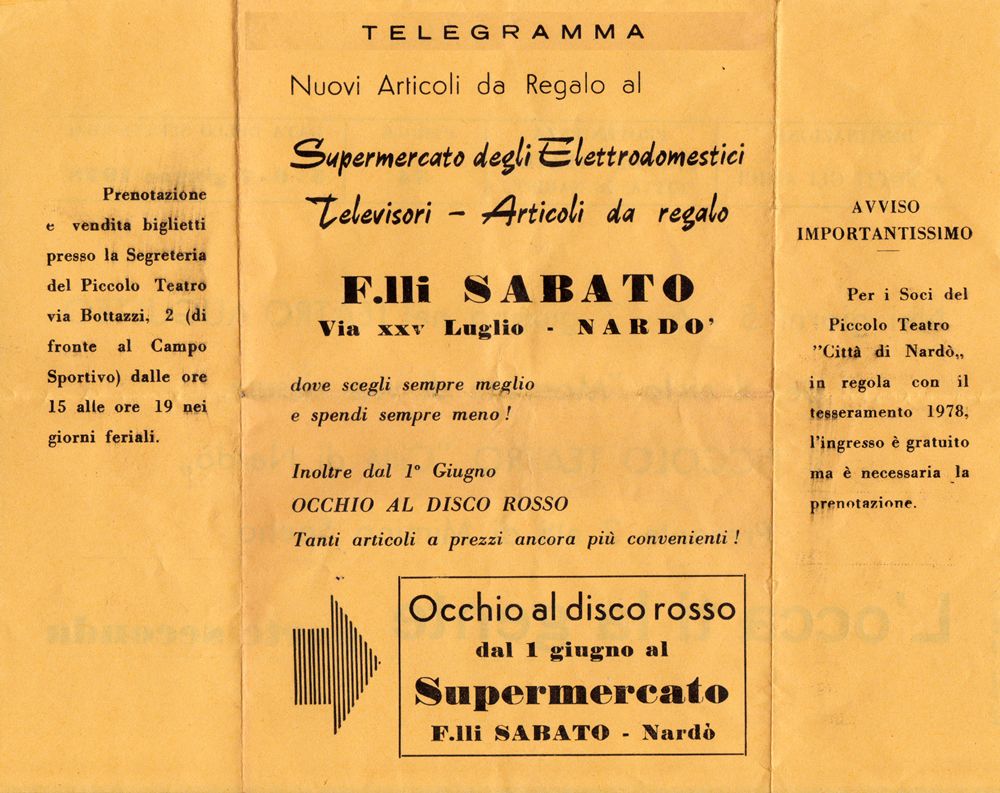 TELEGRAMMA
Nuovi Articoli da Regalo al
Supermercato degli Elettrodomestici
Televisori – Articoli da regalo
F.lli SABATO
Via XXV Luglio - NARDO'
dove scegli sempre meglio
e spendi sempre meno !
Inoltre dal 1° Giugno
OCCHIO AL DISCO ROSSO
Tanti articoli a prezzi ancora più convenienti !
Occhio al disco rosso
dal 1 giugno al
Supermercato
F.lli SABATO - Nardò
Prenotazione
e vendita biglietti
presso la Segreteria
del Piccolo Teatro
via Bottazzi, 2 (di
fronte al Campo
Sportivo) dalle ore
15 alle ore 19 nei
giorni feriali.
AVVISO
IMPORTANTISSIMO
Per i Soci del
Piccolo Teatro
"Città di Nardò„
in regola con il
tesseramento 1978,
l'ingresso è gratuito
ma è necessaria la
prenotazione.